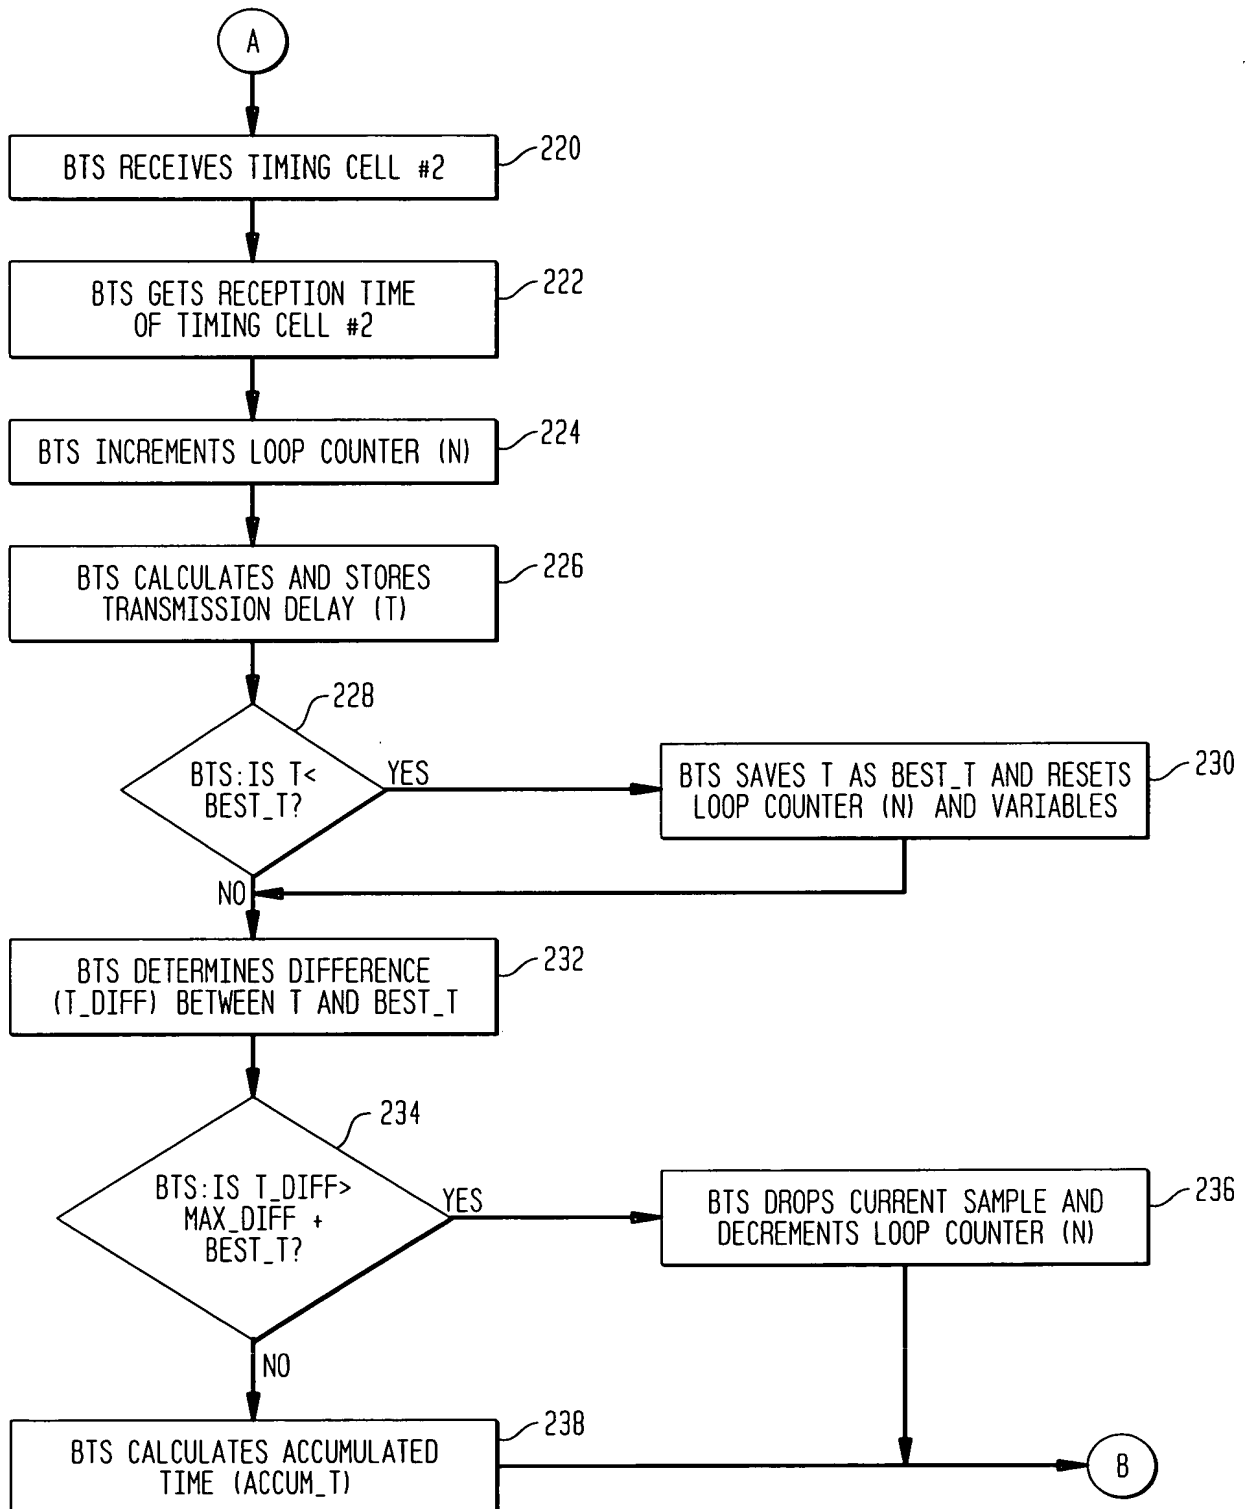 A
BTS RECEIVES TIMING CELL #2
220
BTS GETS RECEPTION TIME
OF TIMING CELL #2
222
BTS INCREMENTS LOOP COUNTER (N)
224
BTS CALCULATES AND STORES
TRANSMISSION DELAY (T)
226
228
BTS:IS T<
BEST_T?
YES
BTS SAVES T AS BEST_T AND RESETS
LOOP COUNTER (N) AND VARIABLES
230
NO
BTS DETERMINES DIFFERENCE
(T_DIFF) BETWEEN T AND BEST_T
232
234
BTS:IS T_DIFF>
MAX_DIFF +
BEST_T?
YES
BTS DROPS CURRENT SAMPLE AND
DECREMENTS LOOP COUNTER (N)
236
NO
BTS CALCULATES ACCUMULATED
TIME (ACCUM_T)
238
B